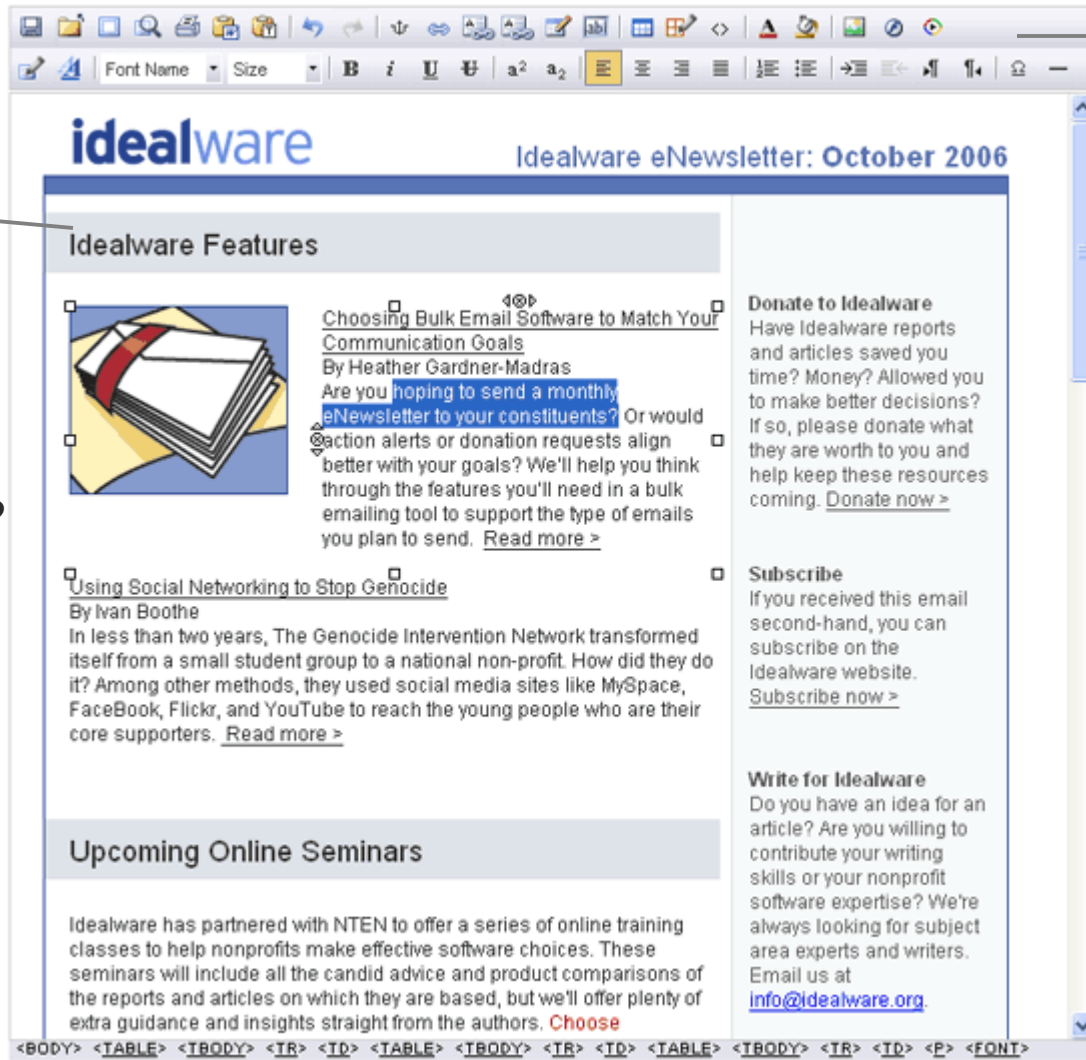 Font Name Size B i U U a² a₂ Ω
idealware
Idealware eNewsletter: October 2006
Idealware Features
Choosing Bulk Email Software to Match Your
Communication Goals
By Heather Gardner-Madras
Are you hoping to send a monthly
eNewsletter to your constituents? Or would
action alerts or donation requests align
better with your goals? We'll help you think
through the features you'll need in a bulk
emailing tool to support the type of emails
you plan to send. Read more >
Using Social Networking to Stop Genocide
By Ivan Boothe
In less than two years, The Genocide Intervention Network transformed
itself from a small student group to a national non-profit. How did they do
it? Among other methods, they used social media sites like MySpace,
FaceBook, Flickr, and YouTube to reach the young people who are their
core supporters. Read more >
Upcoming Online Seminars
Idealware has partnered with NTEN to offer a series of online training
classes to help nonprofits make effective software choices. These
seminars will include all the candid advice and product comparisons of
the reports and articles on which they are based, but we'll offer plenty of
extra guidance and insights straight from the authors. Choose
Donate to Idealware
Have Idealware reports
and articles saved you
time? Money? Allowed you
to make better decisions?
If so, please donate what
they are worth to you and
help keep these resources
coming. Donate now >
Subscribe
If you received this email
second-hand, you can
subscribe on the
Idealware website.
Subscribe now >
Write for Idealware
Do you have an idea for an
article? Are you willing to
contribute your writing
skills or your nonprofit
software expertise? We're
always looking for subject
area experts and writers.
Email us at
info@idealware.org.
<BODY> <TABLE> <TBODY> <TR> <TD> <TABLE> <TBODY> <TR> <TD> <TABLE> <TBODY> <TR> <TD> <P> <FONT>